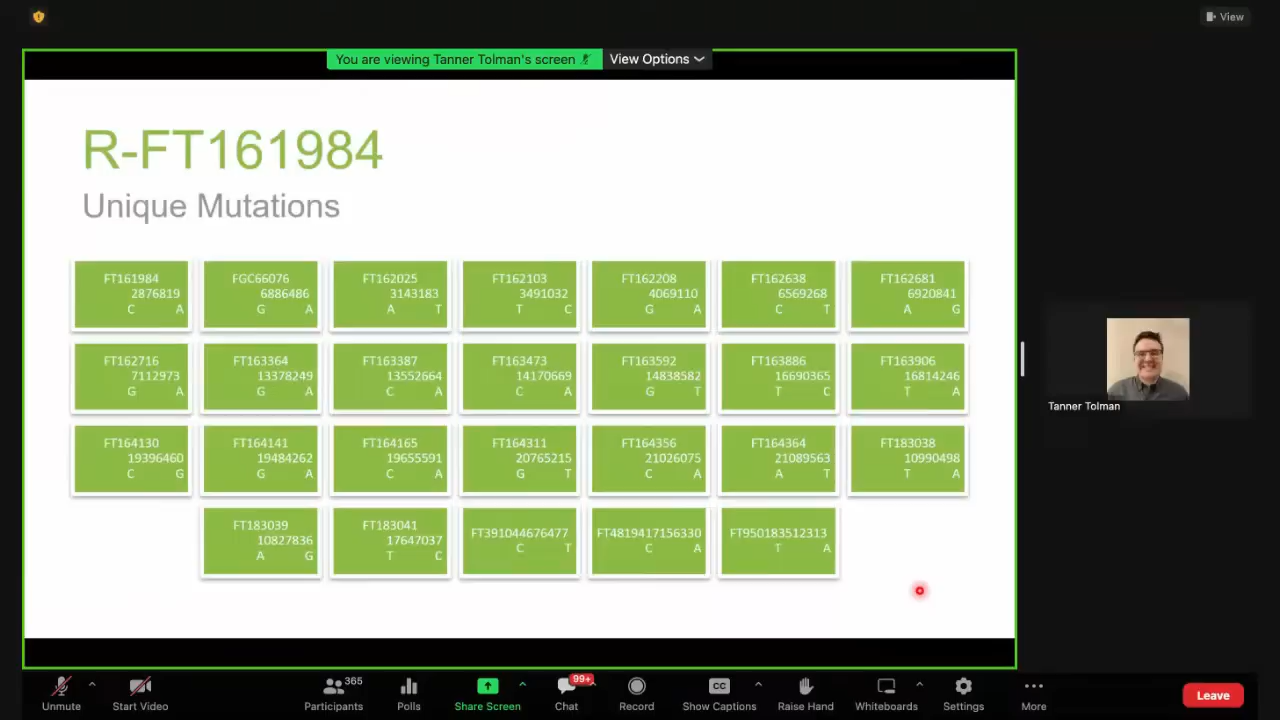 View
You are viewing Tanner Tolman's screen View Options
R-FT161984
Unique Mutations
FT161984
2876819
C A
FGC66076
6886486
G A
FT162025
3143183
A T
FT162103
3491032
T C
FT162208
4069110
G A
FT162638
6569268
C T
FT162681
6920841
A G
FT162716
7112973
G A
FT163364
13378249
G A
FT163387
13552664
C A
FT163473
14170669
C A
FT163592
14838582
G T
FT163886
16690365
T C
FT163906
16814246
T A
FT164130
19396460
C G
FT164141
19484262
G A
FT164165
19655591
C A
FT164311
20765215
G T
FT164356
21026075
C A
FT164364
21089563
A T
FT183038
10990498
T A
FT183039
10827836
A G
FT183041
17647037
T C
FT391044676477
C T
FT4819417156330
C A
FT950183512313
T A
Tanner Tolman
365
99+
CC
Unmute Start Video Participants Polls Share Screen Chat Record Show Captions Raise Hand Whiteboards Settings More Leave